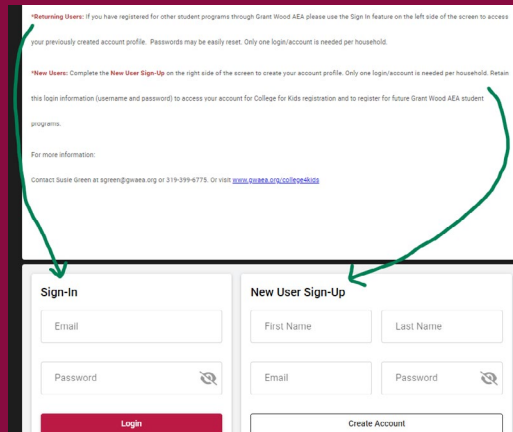 *Returning Users: If you have registered for other student programs through Grant Wood AEA please use the Sign In feature on the left side of the screen to access
your previously created account profile. Passwords may be easily reset. Only one login/account is needed per household.
*New Users: Complete the New User Sign-Up on the right side of the screen to create your account profile. Only one login/account is needed per household. Retain
this login information (username and password) to access your account for College for Kids registration and to register for future Grant Wood AEA student
programs.
For more information:
Contact Susie Green at sgreen@gwaea.org or 319-399-6775. Or visit www.gwaea.org/college4kids
Sign-In
Email
Password
Login
New User Sign-Up
First Name Last Name
Email Password
Create Account